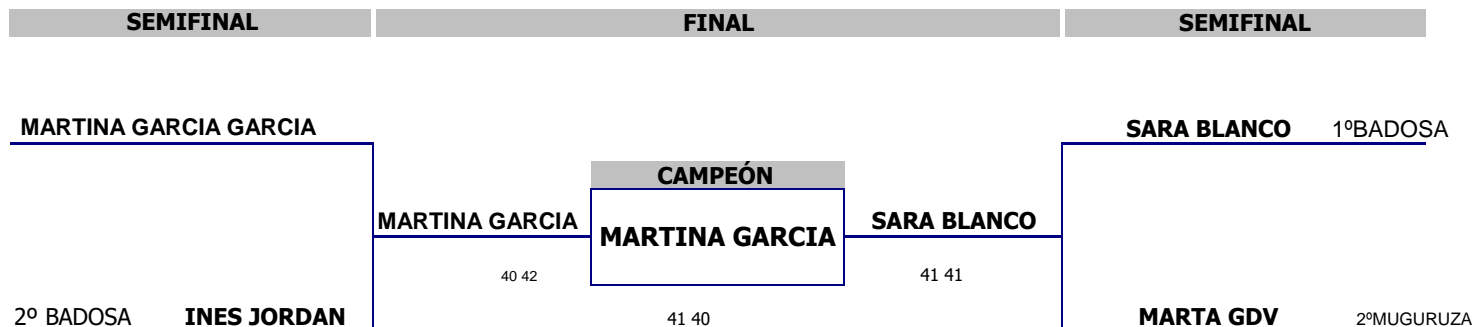 SEMIFINAL FINAL SEMIFINAL
MARTINA GARCIA GARCIA SARA BLANCO 1ºBADOSA
CAMPEÓN
MARTINA GARCIA MARTINA GARCIA SARA BLANCO
40 42 41 41
2º BADOSA INES JORDAN 41 40 MARTA GDV 2ºMUGURUZA